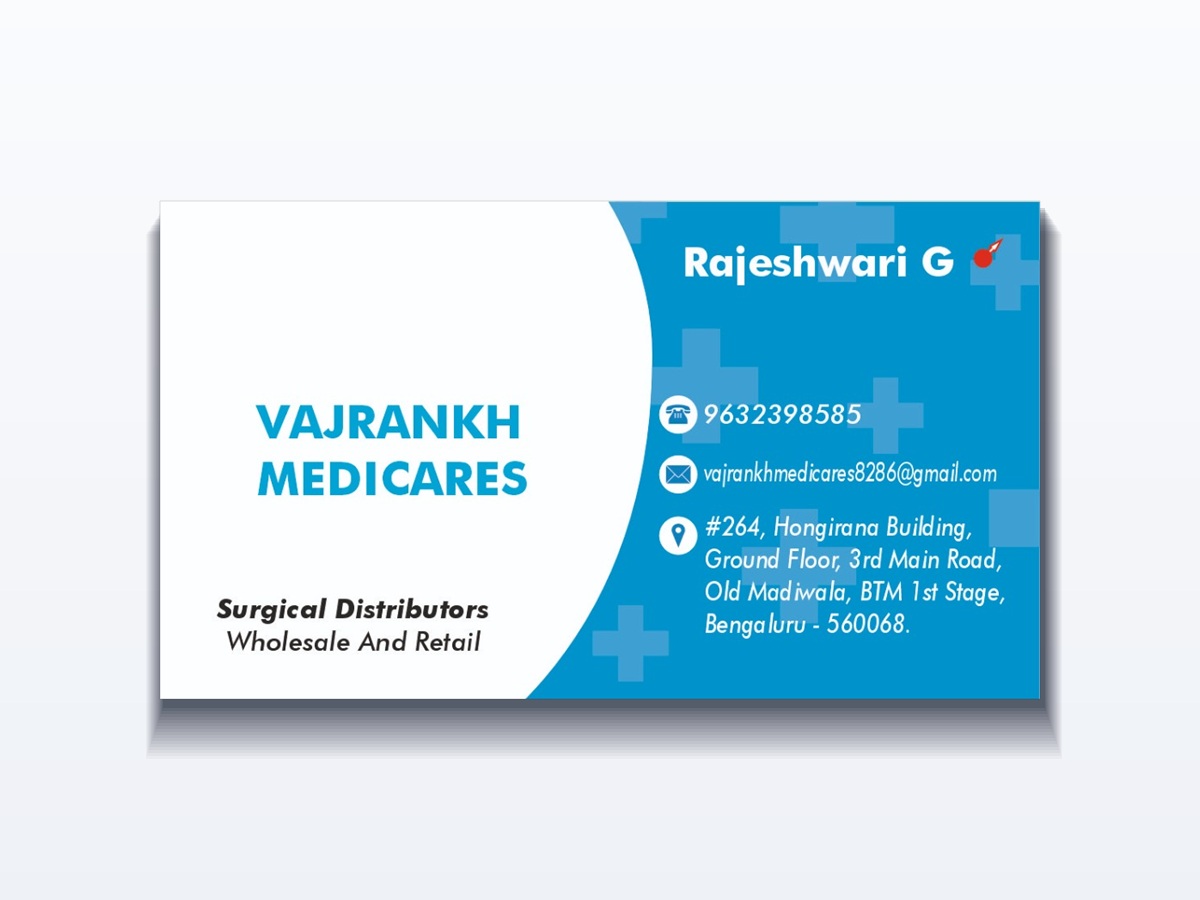 VAJRANKH
MEDICARES
Surgical Distributors
Wholesale And Retail
Rajeshwari G
9632398585
vajrankhmedicares8286@gmail.com
#264, Hongirana Building,
Ground Floor, 3rd Main Road,
Old Madiwala, BTM 1st Stage,
Bengaluru - 560068.